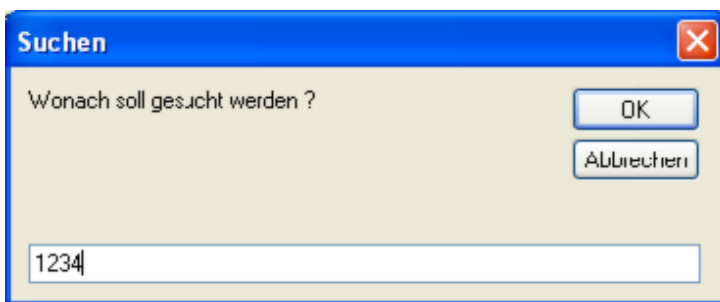 Suchen
Wonach soll gesucht werden ?
OK
Abbrechen
1234